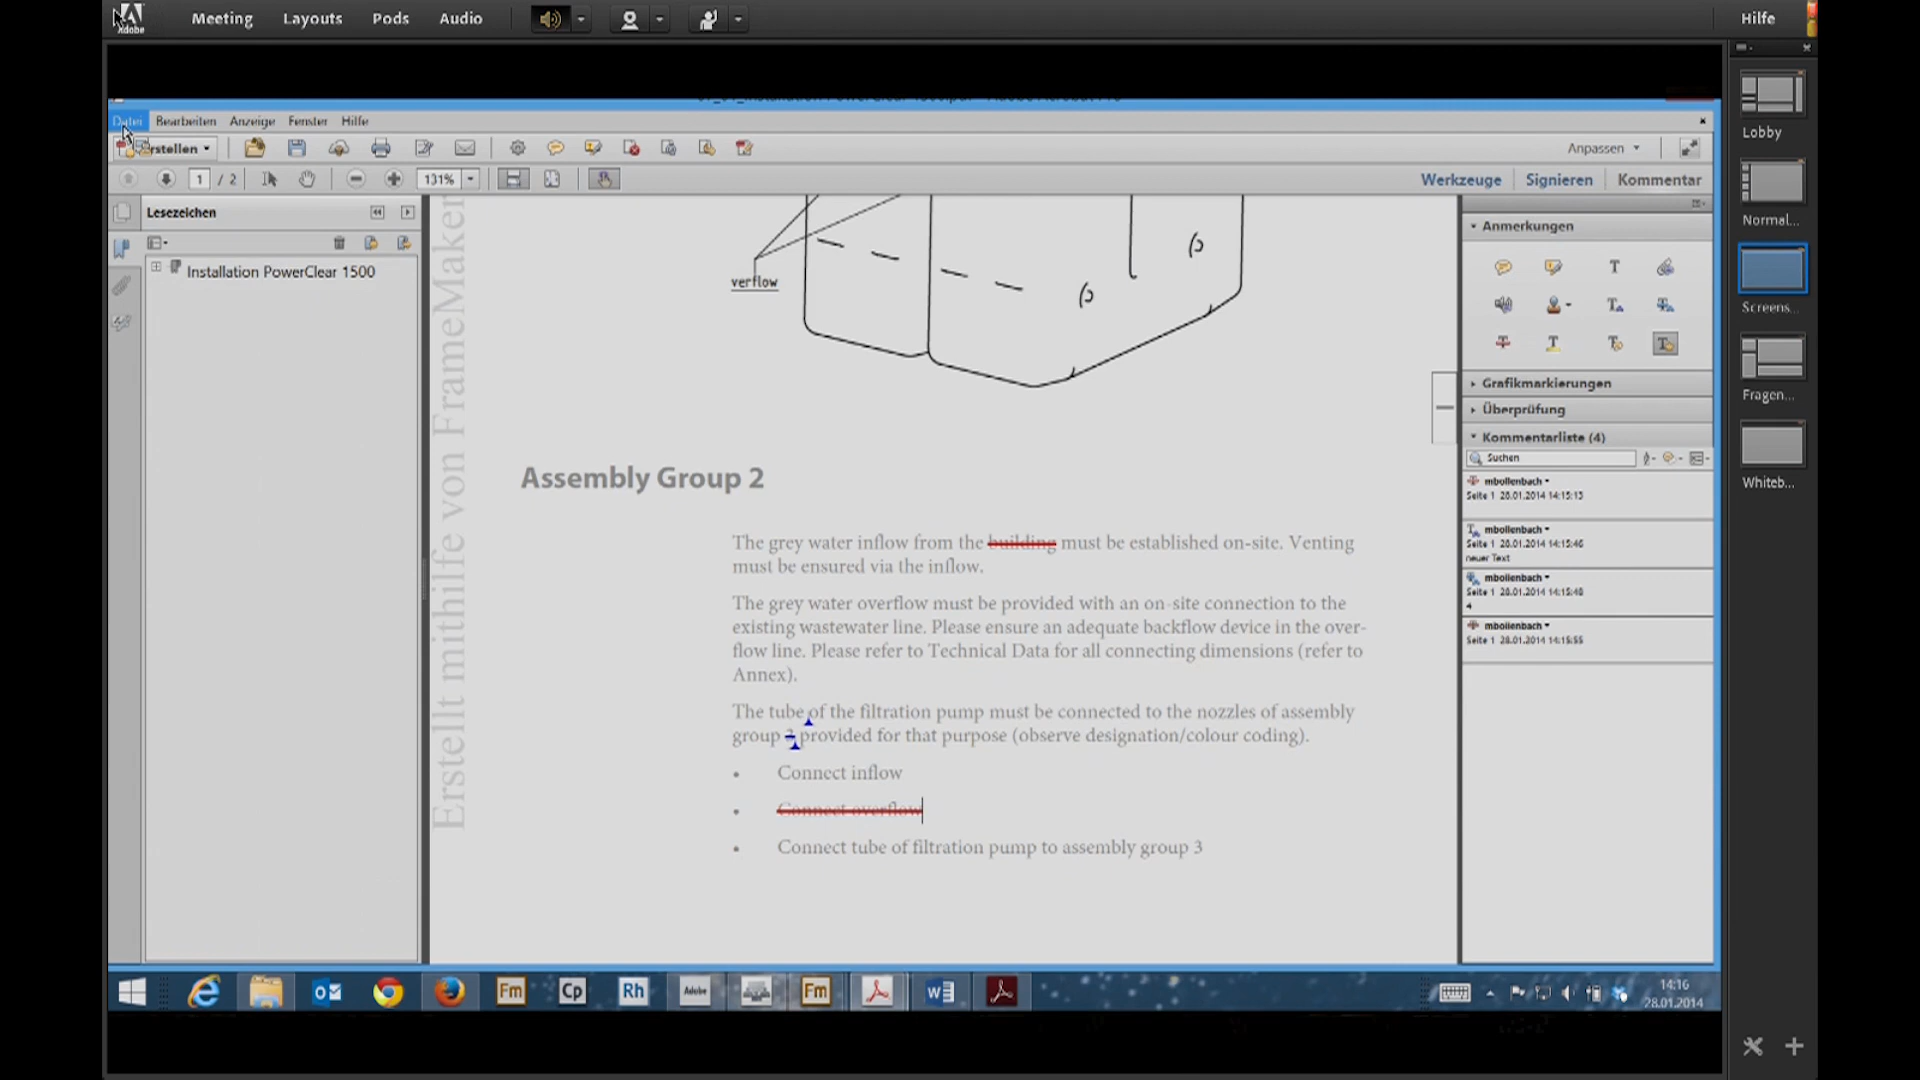 Adobe Meeting Layouts Pods Audio Hilfe
Datei Bearbeiten Anzeige Fenster Hilfe
Erstellen Anpassen
1 / 2 131% Werkzeuge Signieren Kommentar
Lesezeichen
Installation PowerClear 1500
Erstellt mithilfe von FrameMaker
verflow
Assembly Group 2
The grey water inflow from the building must be established on-site. Venting
must be ensured via the inflow.
The grey water overflow must be provided with an on-site connection to the
existing wastewater line. Please ensure an adequate backflow device in the over-
flow line. Please refer to Technical Data for all connecting dimensions (refer to
Annex).
The tube of the filtration pump must be connected to the nozzles of assembly
group 3 provided for that purpose (observe designation/colour coding).
• Connect inflow
• Connect overflow
• Connect tube of filtration pump to assembly group 3
Anmerkungen
Grafikmarkierungen
Überprüfung
Kommentarliste (4)
Suchen
mbollenbach
Seite 1 28.01.2014 14:15:13
mbollenbach
Seite 1 28.01.2014 14:15:46
neuer Text
mbollenbach
Seite 1 28.01.2014 14:15:48
4
mbollenbach
Seite 1 28.01.2014 14:15:55
Lobby
Normal...
Screens...
Fragen...
Whiteb...
Fm Cp Rh Adobe Fm
14:16
28.01.2014